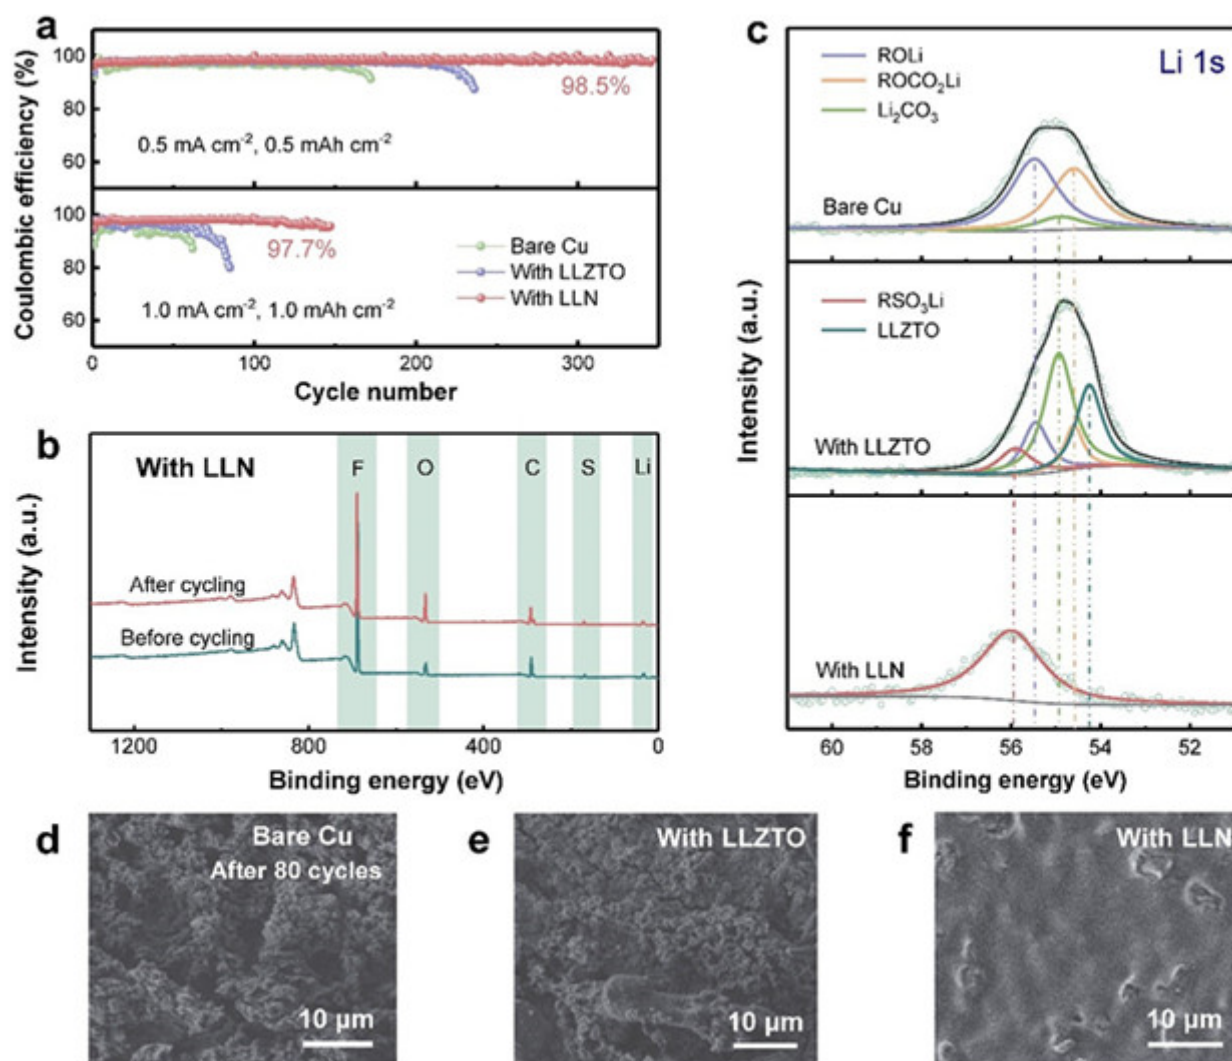 a
Coulombic efficiency (%)
100
80
60
98.5%
0.5 mA cm⁻², 0.5 mAh cm⁻²
100
80
60
97.7%
1.0 mA cm⁻², 1.0 mAh cm⁻²
Bare Cu
With LLZTO
With LLN
0 100 200 300
Cycle number
b
Intensity (a.u.)
With LLN
F O C S Li
After cycling
Before cycling
1200 800 400 0
Binding energy (eV)
c
Li 1s
ROLi
ROCO₂Li
Li₂CO₃
Bare Cu
Intensity (a.u.)
RSO₃Li
LLZTO
With LLZTO
With LLN
60 58 56 54 52
Binding energy (eV)
d
Bare Cu
After 80 cycles
10 μm
e
With LLZTO
10 μm
f
With LLN
10 μm